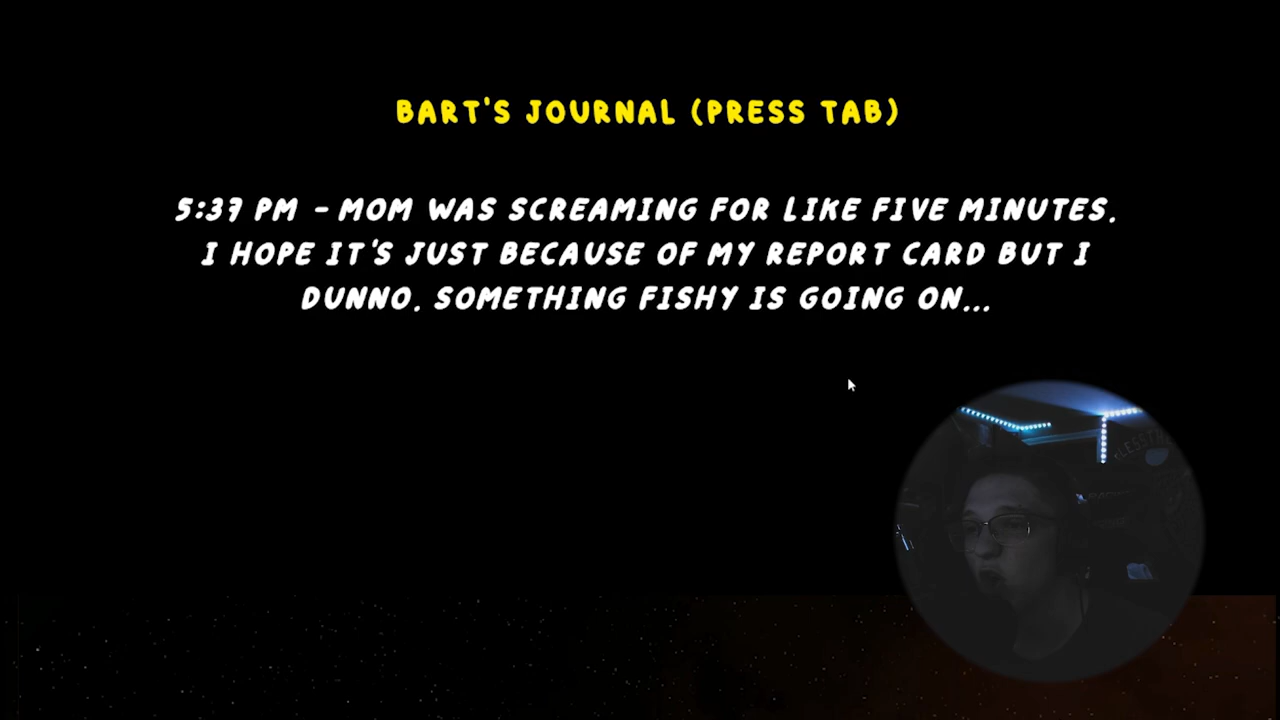 BART'S JOURNAL (PRESS TAB)
5:37 PM - MOM WAS SCREAMING FOR LIKE FIVE MINUTES.
I HOPE IT'S JUST BECAUSE OF MY REPORT CARD BUT I
DUNNO. SOMETHING FISHY IS GOING ON...